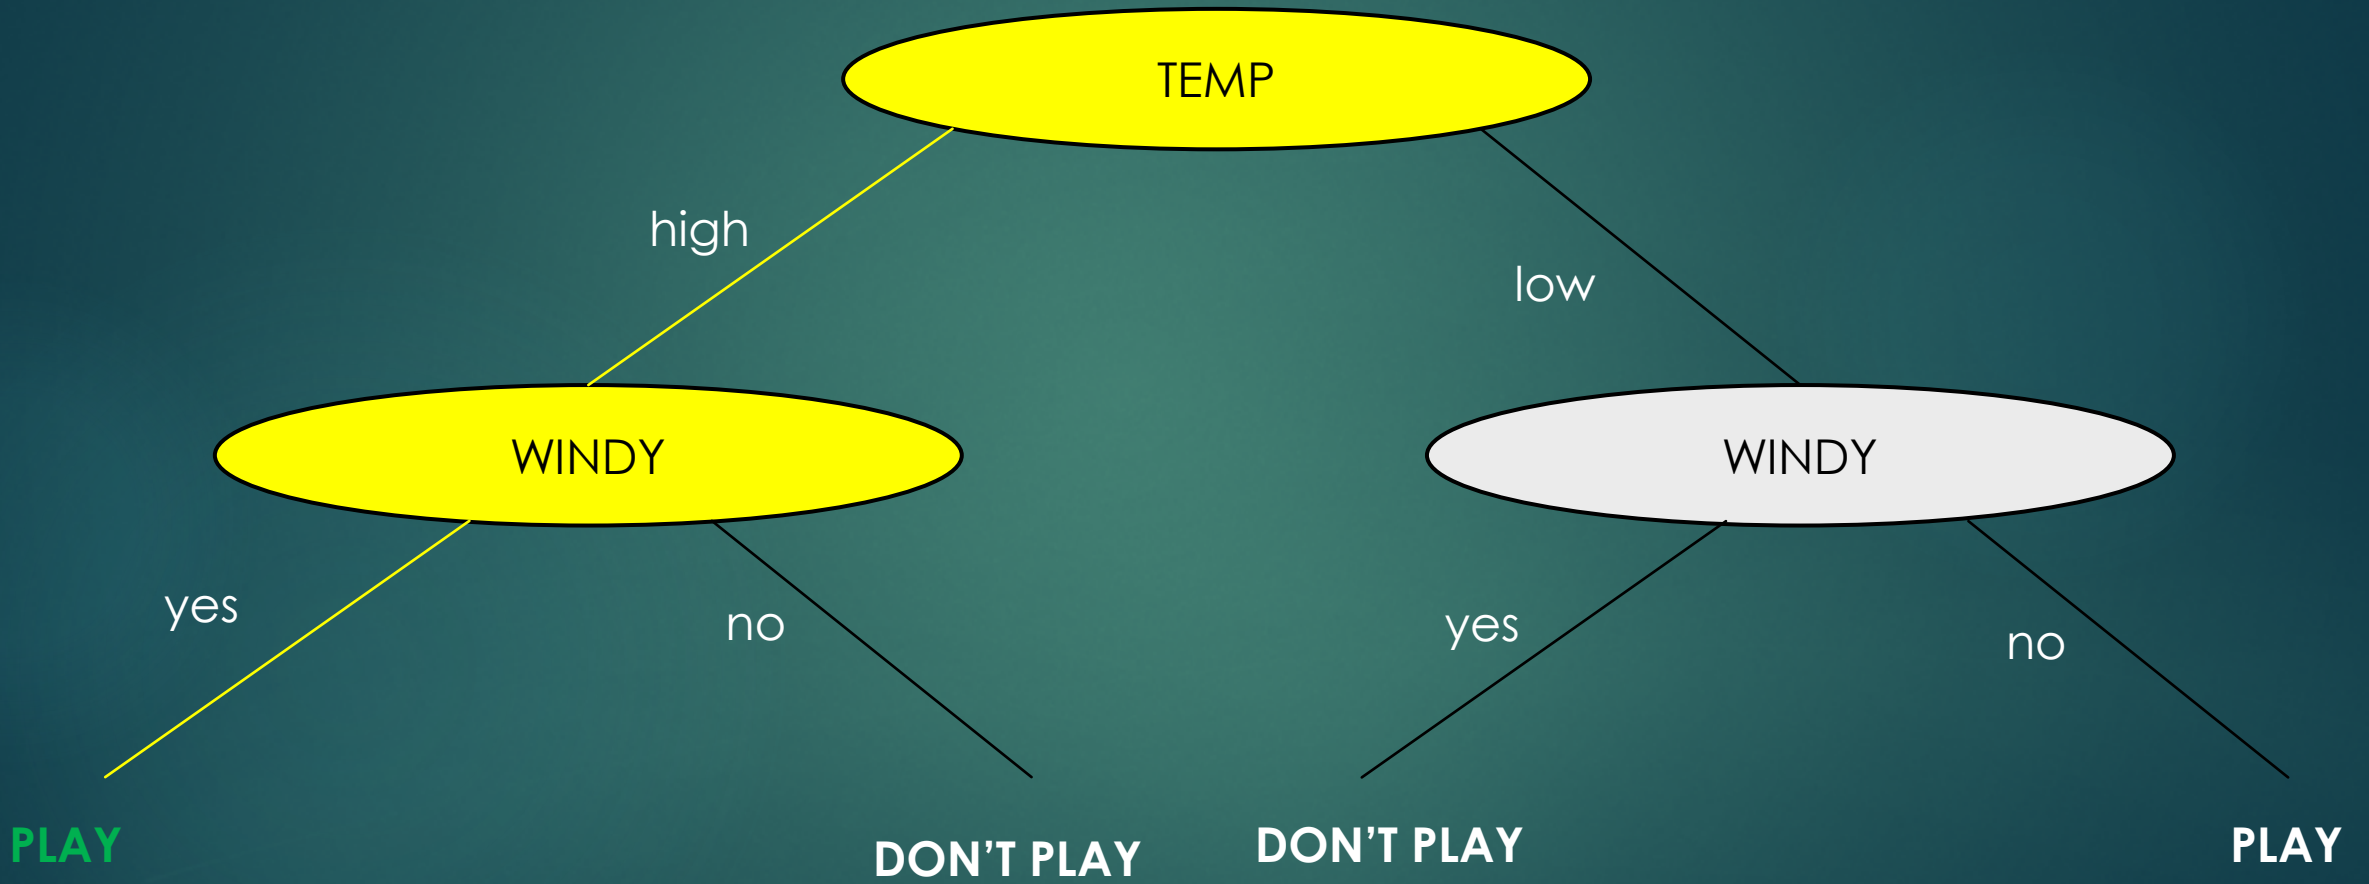 TEMP
high
low
WINDY
WINDY
yes
no
yes
no
PLAY
DON’T PLAY
DON’T PLAY
PLAY